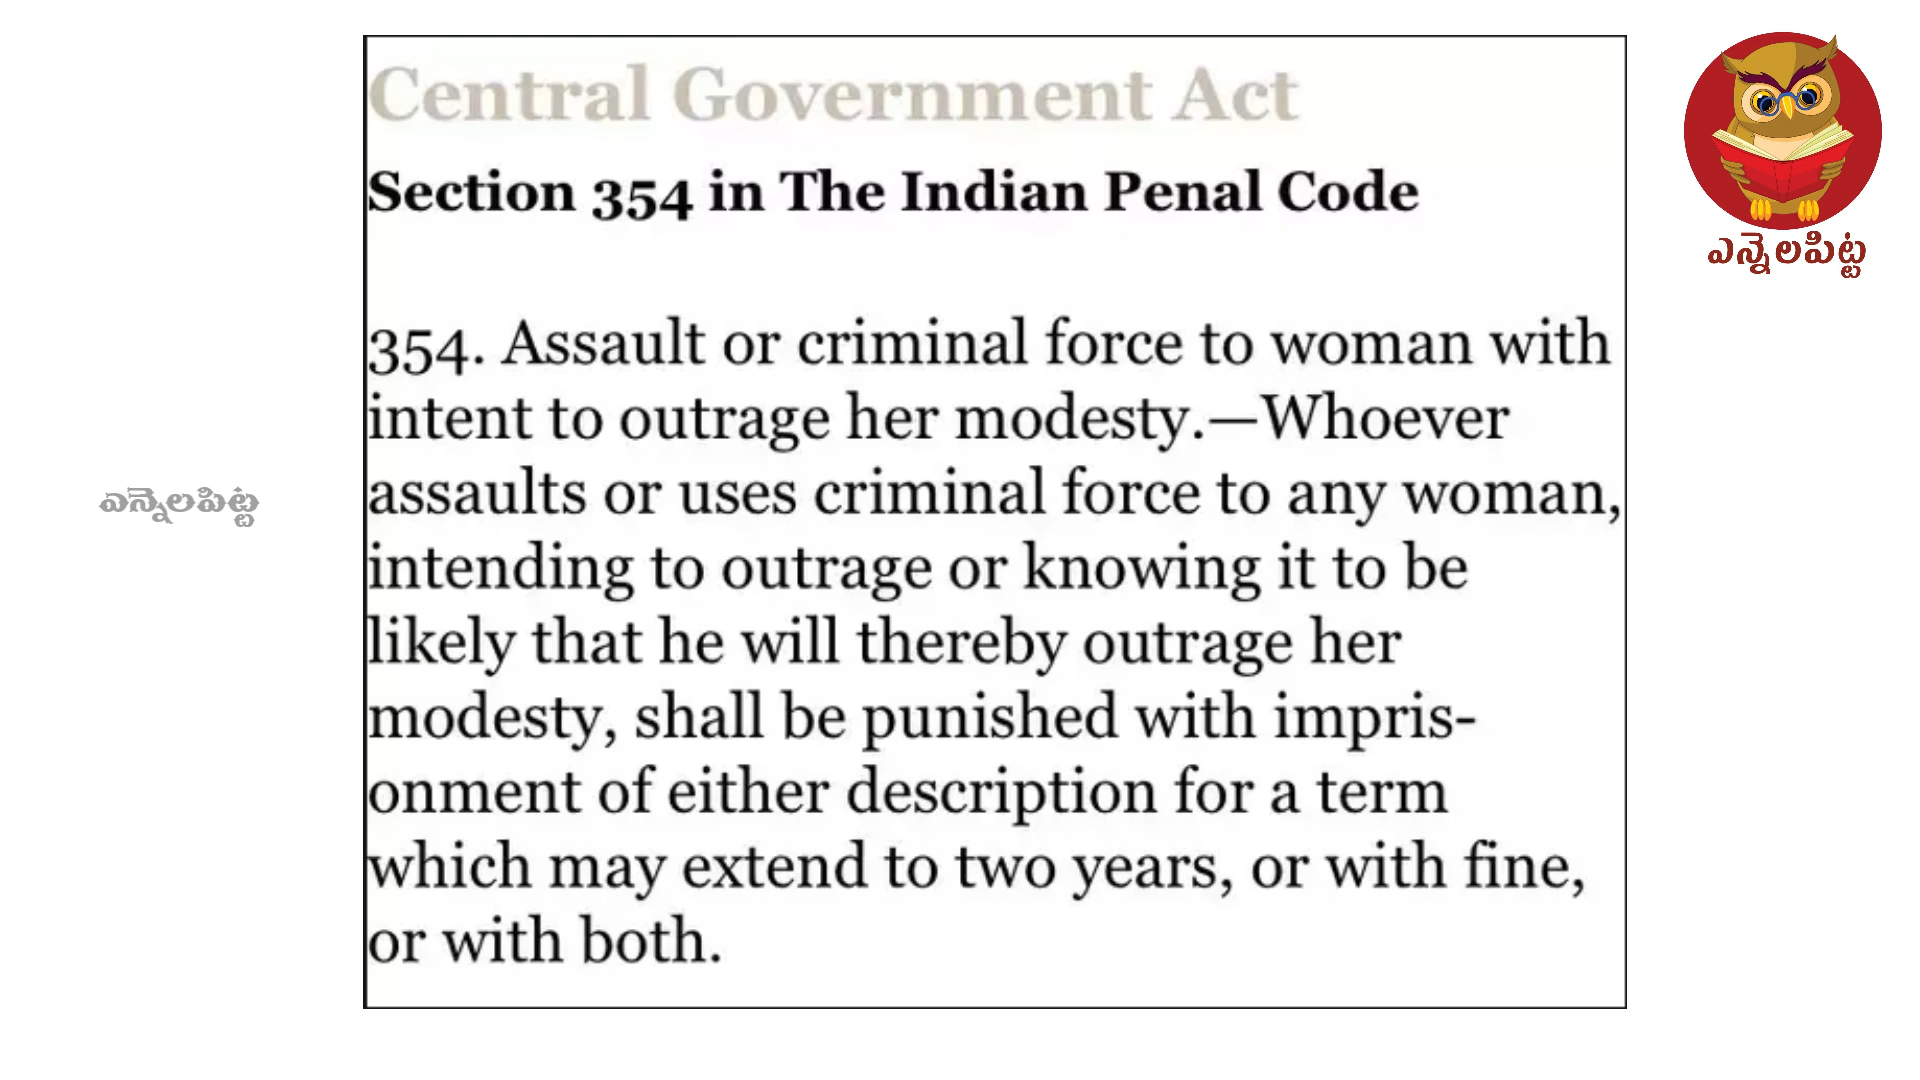 Central Government Act
Section 354 in The Indian Penal Code
354. Assault or criminal force to woman with
intent to outrage her modesty.—Whoever
assaults or uses criminal force to any woman,
intending to outrage or knowing it to be
likely that he will thereby outrage her
modesty, shall be punished with impris-
onment of either description for a term
which may extend to two years, or with fine,
or with both.
ఎన్నెలపిట్ట
ఎన్నెలపిట్ట